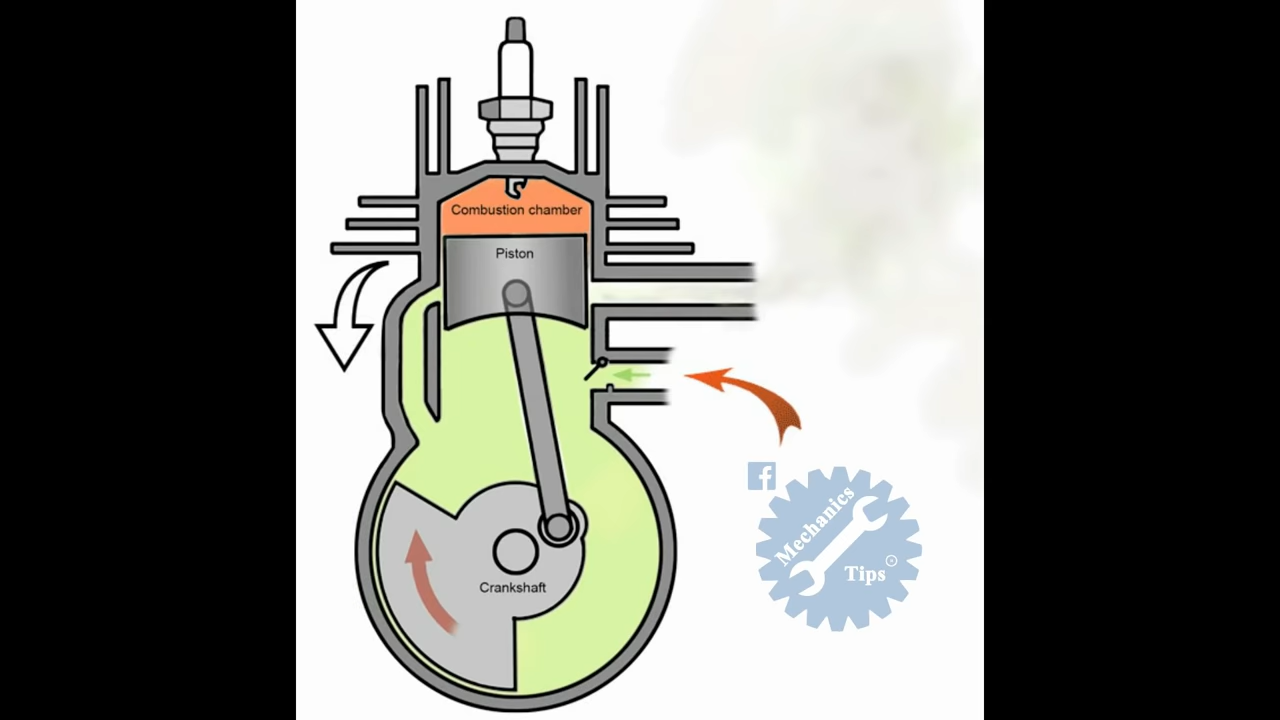 Combustion chamber
Piston
Crankshaft
f
Mechanics
Tips